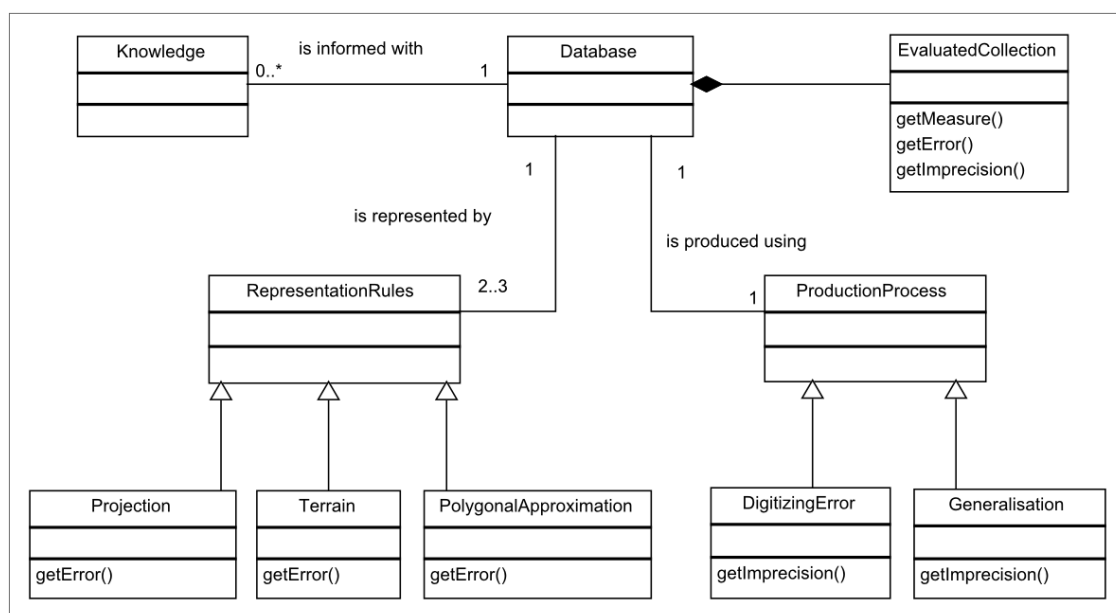 Knowledge
is informed with
0..*
1
Database
EvaluatedCollection
getMeasure()
getError()
getImprecision()
1
1
is represented by
is produced using
RepresentationRules
2..3
1
ProductionProcess
Projection
getError()
Terrain
getError()
PolygonalApproximation
getError()
DigitizingError
getImprecision()
Generalisation
getImprecision()